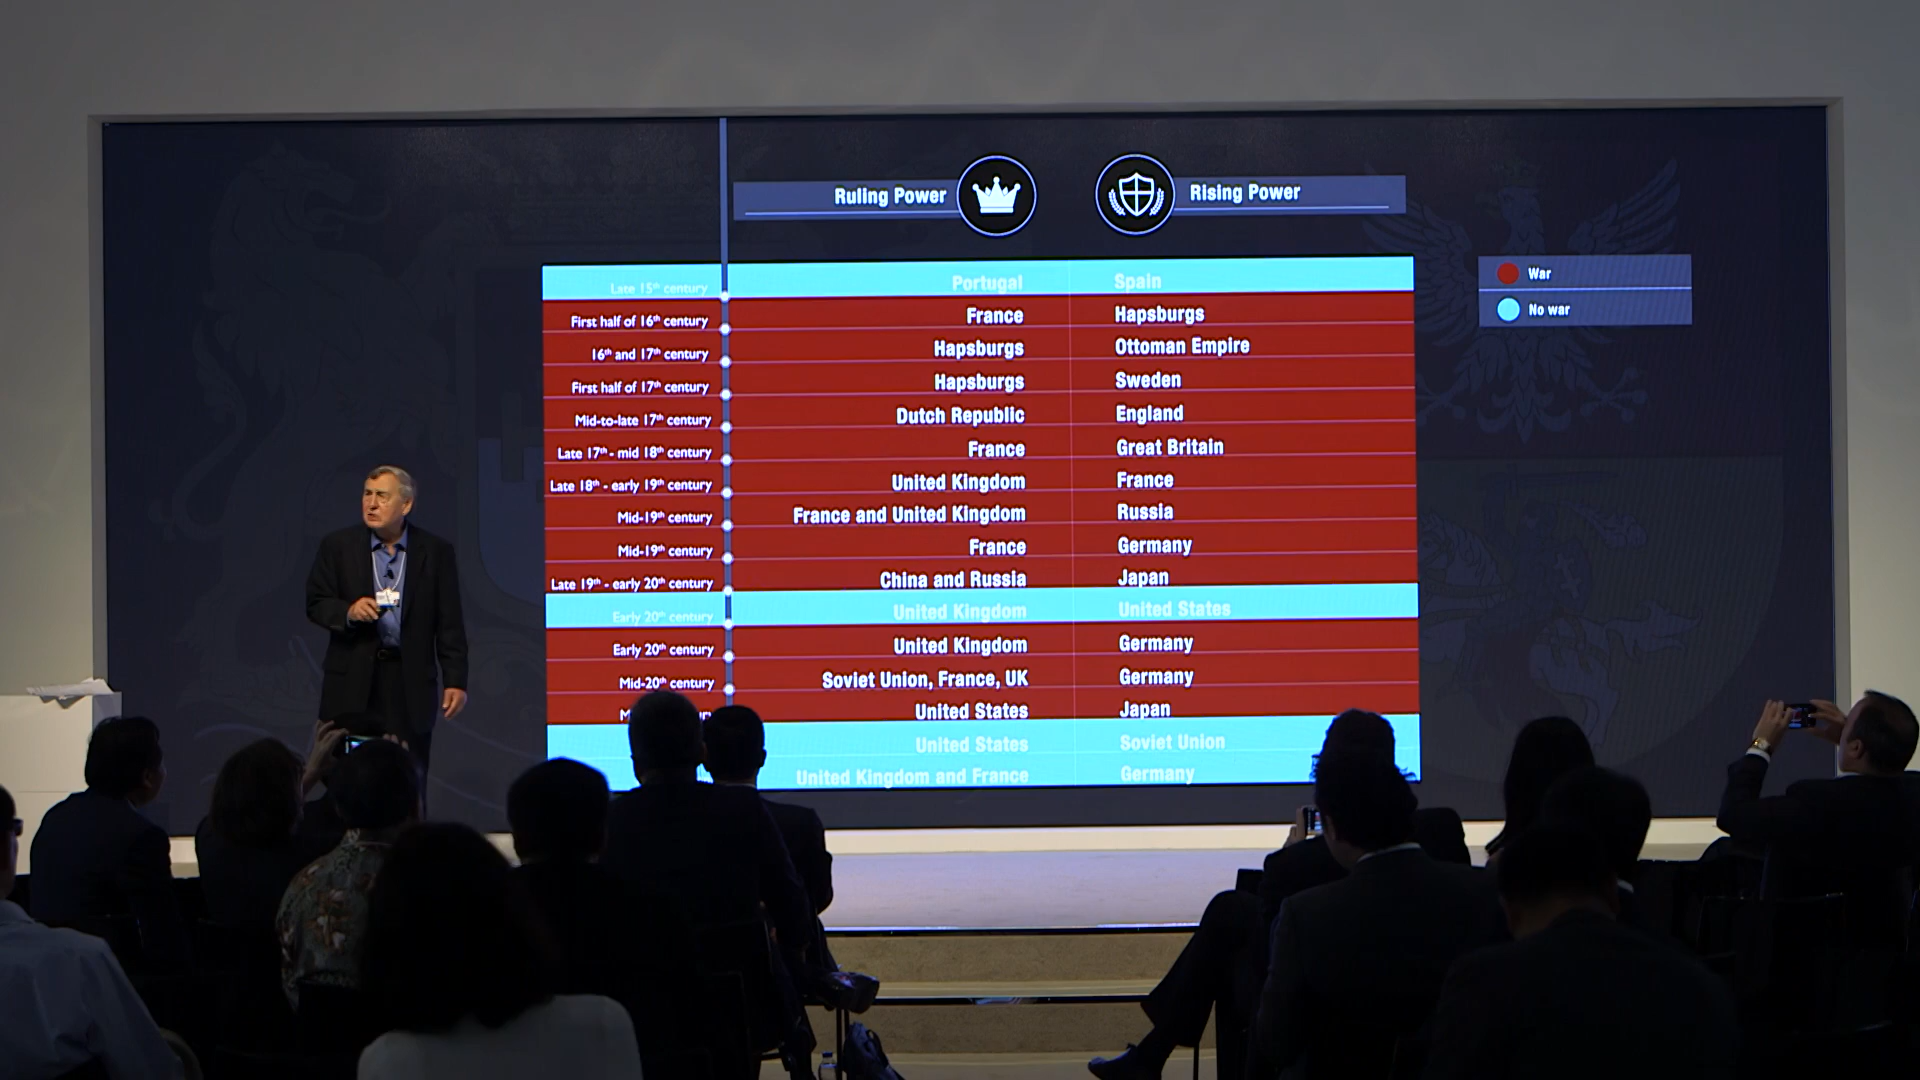 Ruling Power Rising Power
Late 15th century Portugal Spain
First half of 16th century France Hapsburgs
16th and 17th century Hapsburgs Ottoman Empire
First half of 17th century Hapsburgs Sweden
Mid-to-late 17th century Dutch Republic England
Late 17th - mid 18th century France Great Britain
Late 18th - early 19th century United Kingdom France
Mid-19th century France and United Kingdom Russia
Mid-19th century France Germany
Late 19th - early 20th century China and Russia Japan
Early 20th century United Kingdom United States
Early 20th century United Kingdom Germany
Mid-20th century Soviet Union, France, UK Germany
United States Japan
United States Soviet Union
United Kingdom and France Germany
War
No war